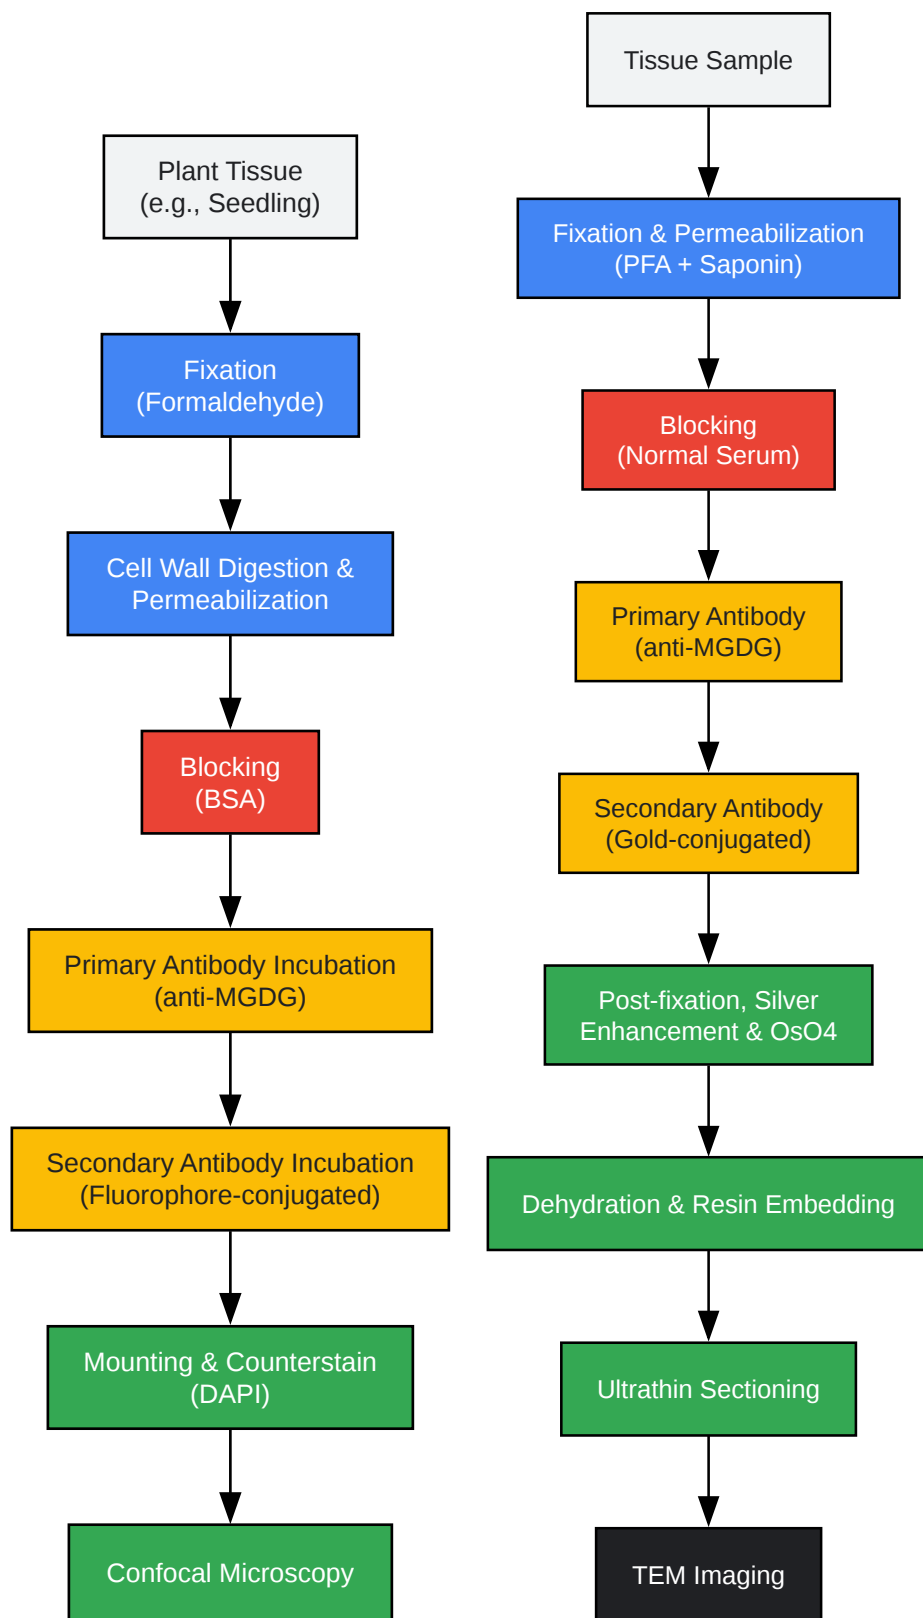 Plant Tissue
(e.g., Seedling)
Fixation
(Formaldehyde)
Cell Wall Digestion &
Permeabilization
Blocking
(BSA)
Primary Antibody Incubation
(anti-MGDG)
Secondary Antibody Incubation
(Fluorophore-conjugated)
Mounting & Counterstain
(DAPI)
Confocal Microscopy
Tissue Sample
Fixation & Permeabilization
(PFA + Saponin)
Blocking
(Normal Serum)
Primary Antibody
(anti-MGDG)
Secondary Antibody
(Gold-conjugated)
Post-fixation, Silver
Enhancement & OsO4
Dehydration & Resin Embedding
Ultrathin Sectioning
TEM Imaging